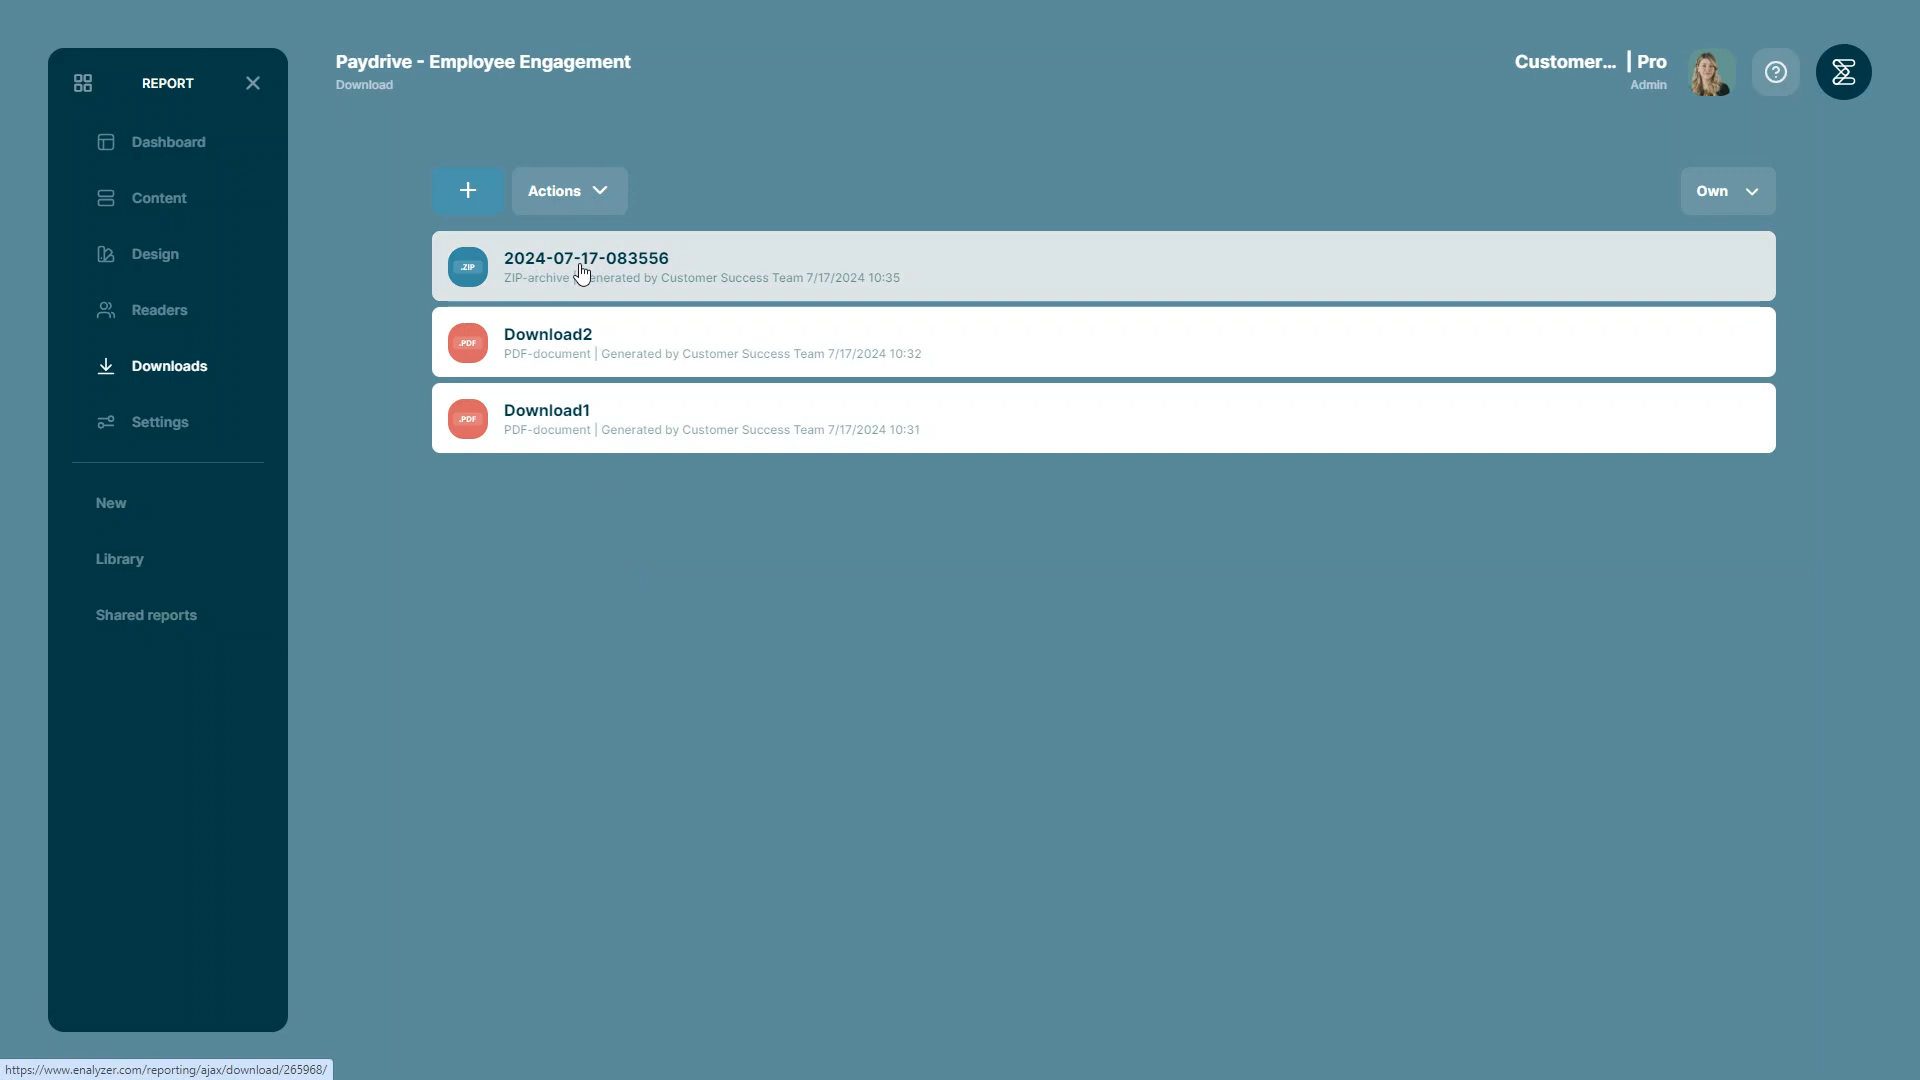 REPORT
Dashboard
Content
Design
Readers
Downloads
Settings
New
Library
Shared reports
Paydrive - Employee Engagement
Download
Customer... | Pro
Admin
Actions
Own
.ZIP
2024-07-17-083556
ZIP-archive enerated by Customer Success Team 7/17/2024 10:35
.PDF
Download2
PDF-document | Generated by Customer Success Team 7/17/2024 10:32
.PDF
Download1
PDF-document | Generated by Customer Success Team 7/17/2024 10:31
https://www.enalyzer.com/reporting/ajax/download/265968/